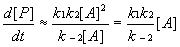 d[P]/dt ≈ k₁k₂[A]²/k₋₂[A] = k₁k₂/k₋₂ [A]